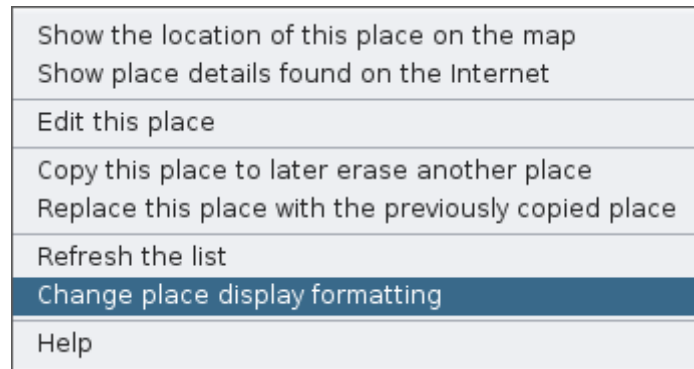 Show the location of this place on the map
Show place details found on the Internet
Edit this place
Copy this place to later erase another place
Replace this place with the previously copied place
Refresh the list
Change place display formatting
Help